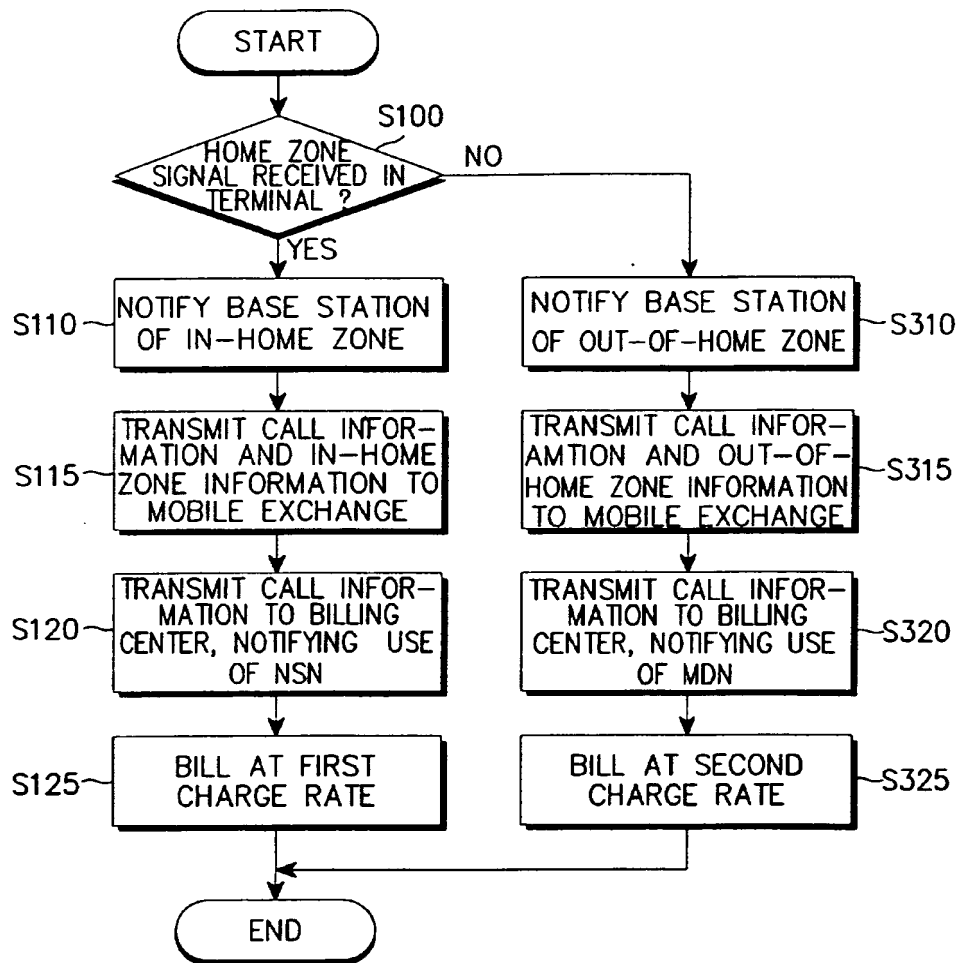 START
S100
HOME ZONE
SIGNAL RECEIVED IN
TERMINAL ?
NO
YES
S110
NOTIFY BASE STATION
OF IN-HOME ZONE
NOTIFY BASE STATION
OF OUT-OF-HOME ZONE
S310
S115
TRANSMIT CALL INFOR-
MATION AND IN-HOME
ZONE INFORMATION TO
MOBILE EXCHANGE
TRANSMIT CALL INFOR-
AMTION AND OUT-OF-
HOME ZONE INFORMATION
TO MOBILE EXCHANGE
S315
S120
TRANSMIT CALL INFOR-
MATION TO BILLING
CENTER, NOTIFYING USE
OF NSN
TRANSMIT CALL INFOR-
MATION TO BILLING
CENTER, NOTIFYING USE
OF MDN
S320
S125
BILL AT FIRST
CHARGE RATE
BILL AT SECOND
CHARGE RATE
S325
END